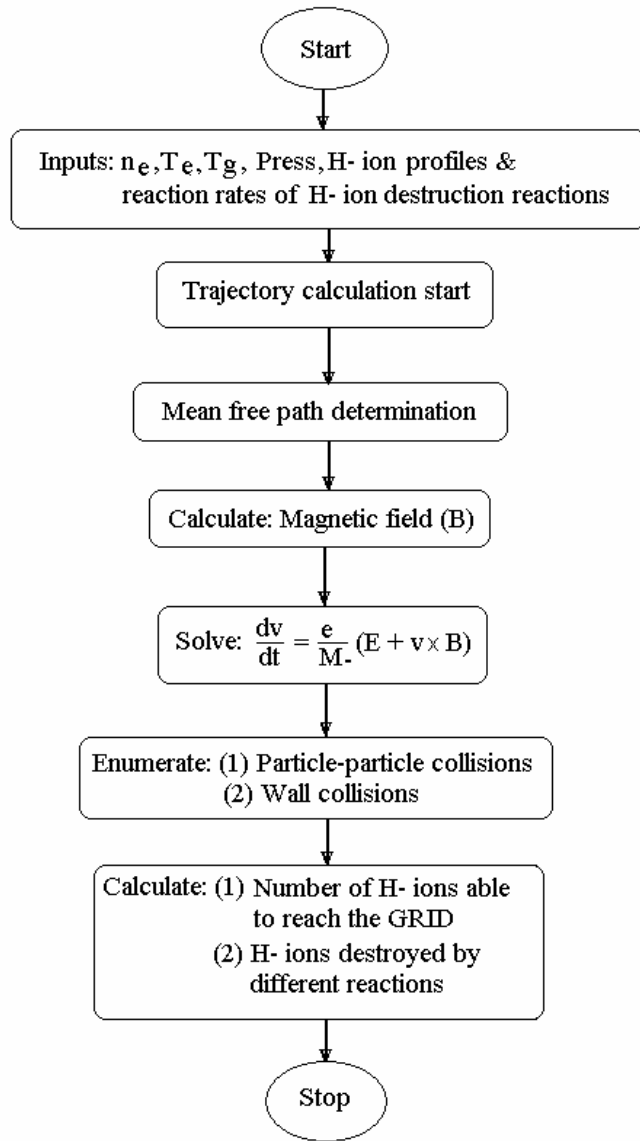 Start
Inputs: nₑ, Tₑ, T_g, Press, H- ion profiles &
reaction rates of H- ion destruction reactions
Trajectory calculation start
Mean free path determination
Calculate: Magnetic field (B)
Solve: dv/dt = e/M- (E + v × B)
Enumerate: (1) Particle-particle collisions
(2) Wall collisions
Calculate: (1) Number of H- ions able
to reach the GRID
(2) H- ions destroyed by
different reactions
Stop